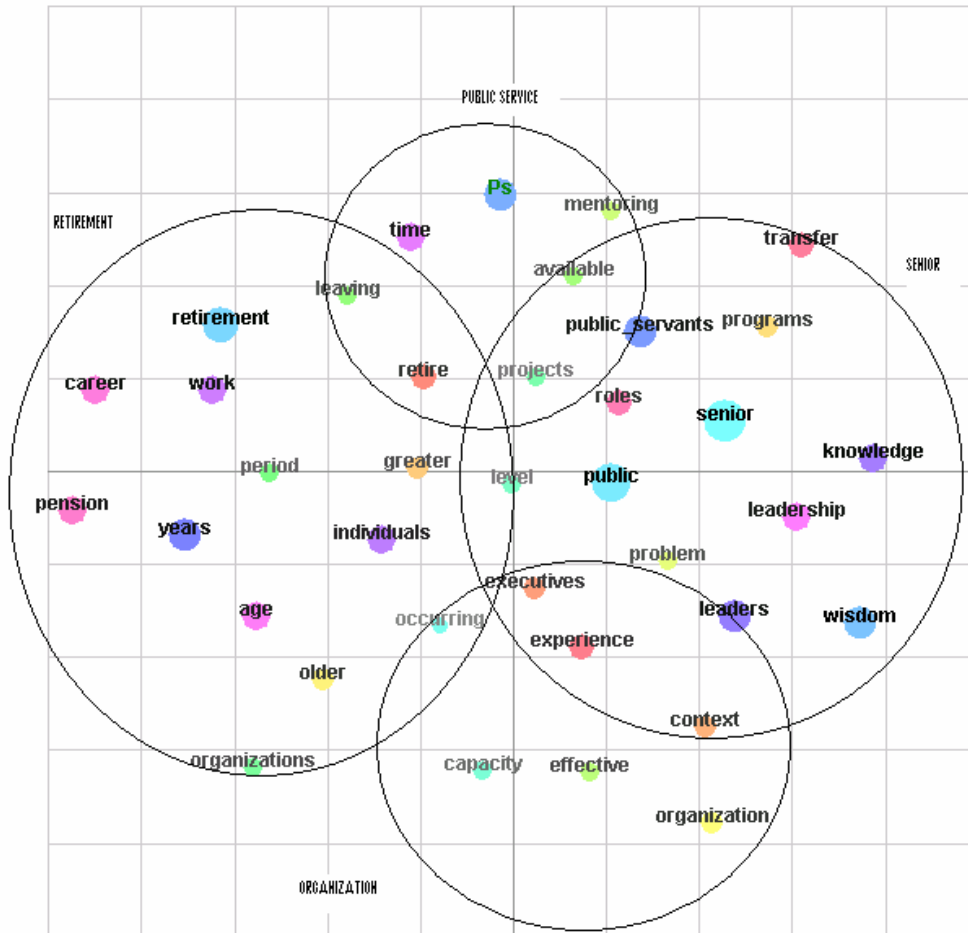 PUBLIC SERVICE
Ps
mentoring
RETIREMENT
time
transfer
available
SENIOR
leaving
retirement
public_servants
programs
retire
projects
career
work
roles
senior
knowledge
period
greater
level
public
pension
leadership
years
individuals
problem
executives
age
occurring
leaders
wisdom
experience
older
context
organizations
capacity
effective
organization
ORGANIZATION